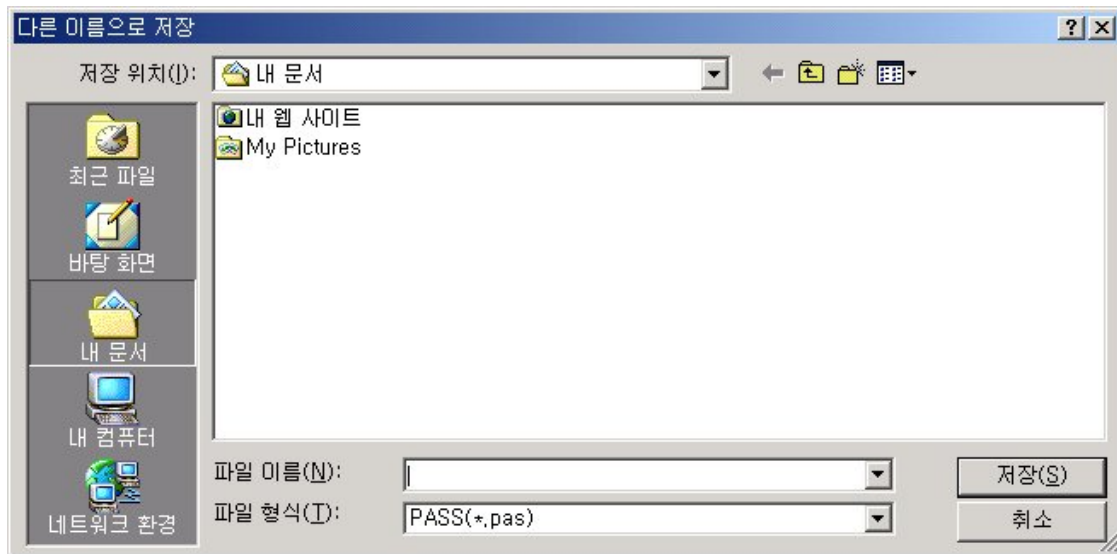 다른 이름으로 저장
저장 위치(I): 내 문서
내 웹 사이트
My Pictures
최근 파일
바탕 화면
내 문서
내 컴퓨터
네트워크 환경
파일 이름(N):
저장(S)
파일 형식(T): PASS(*.pas)
취소